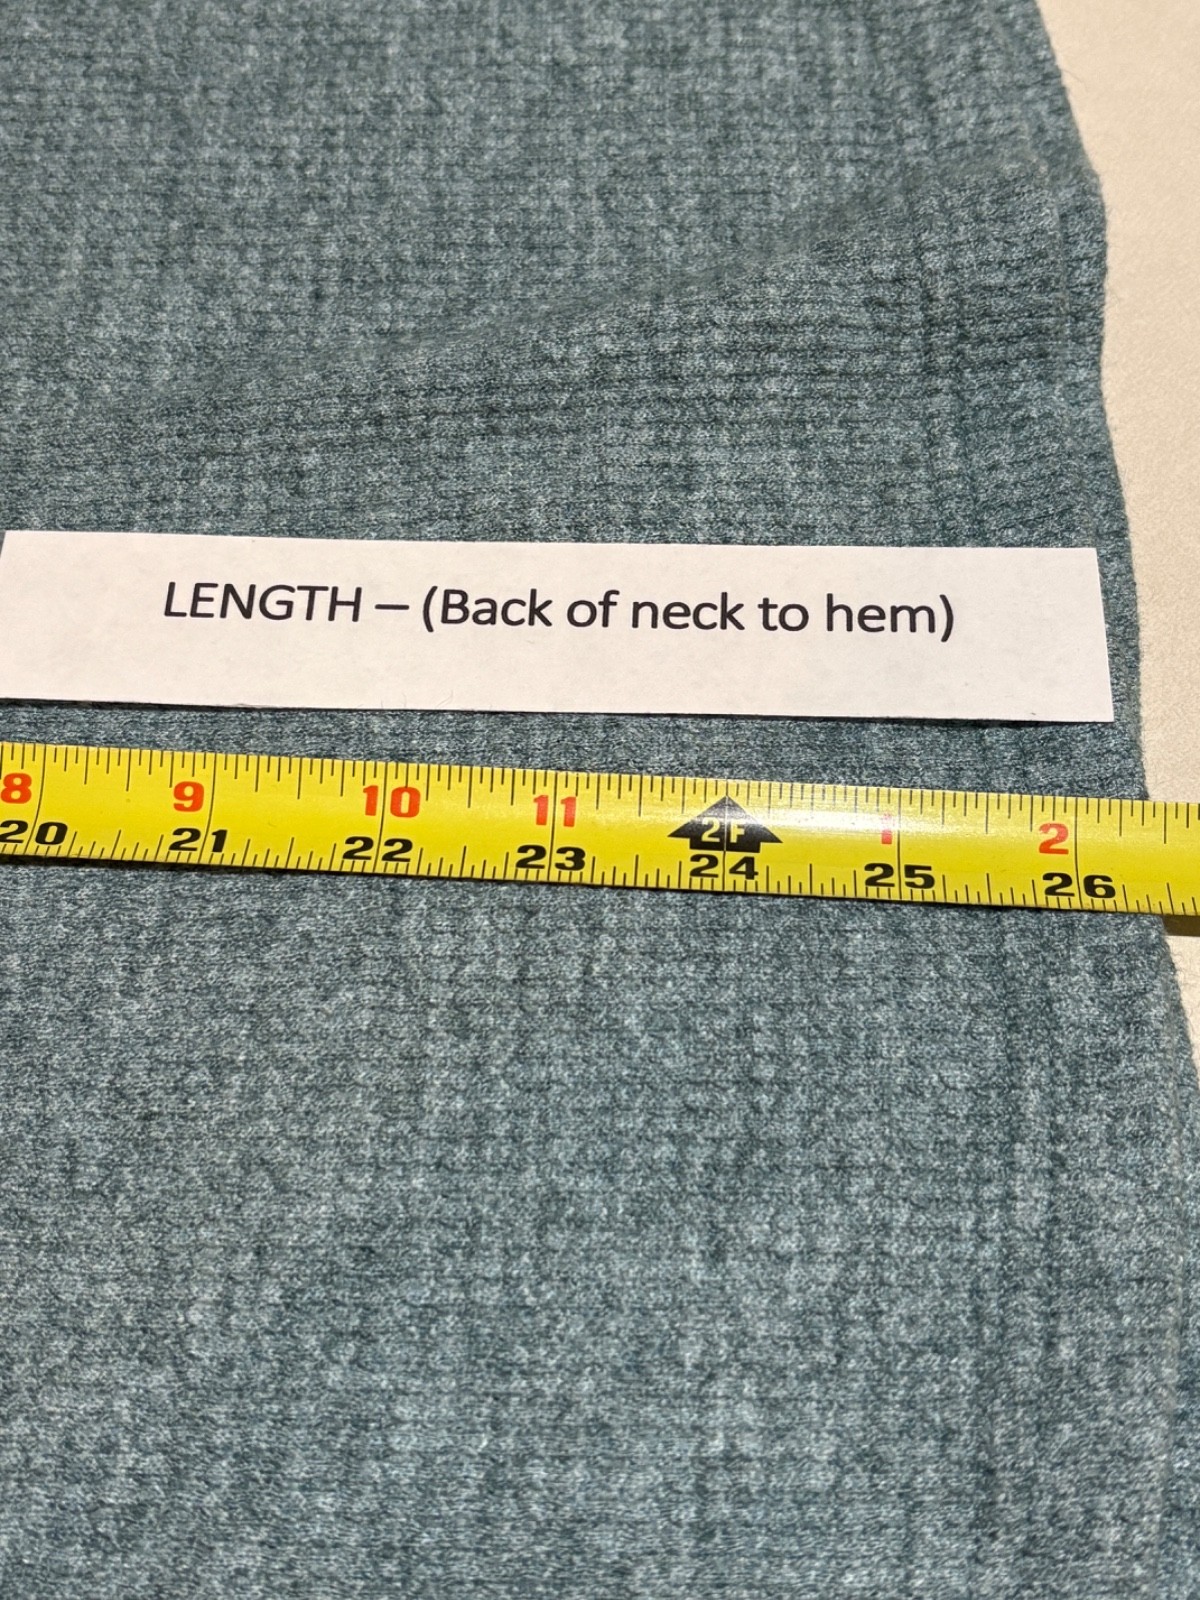 LENGTH – (Back of neck to hem)
8 9 10 11 2F 1 2
20 21 22 23 24 25 26